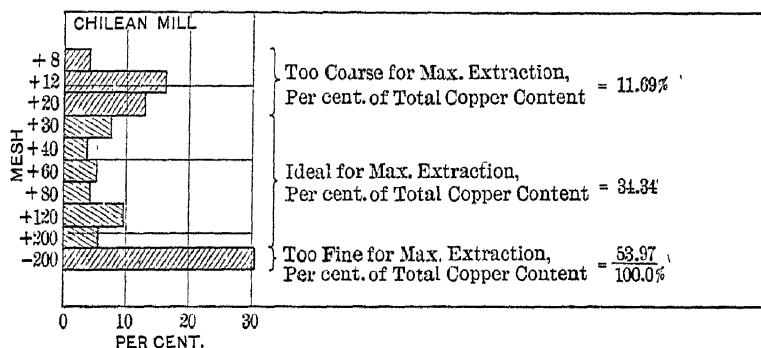 CHILEAN MILL
MESH
+ 8
+12
+20
+30
+40
+60
+80
+120
+200
-200
Too Coarse for Max. Extraction,
Per cent. of Total Copper Content = 11.69%
Ideal for Max. Extraction,
Per cent. of Total Copper Content = 34.34
Too Fine for Max. Extraction,
Per cent. of Total Copper Content = 53.97
100.0%
0 10 20 30
PER CENT.